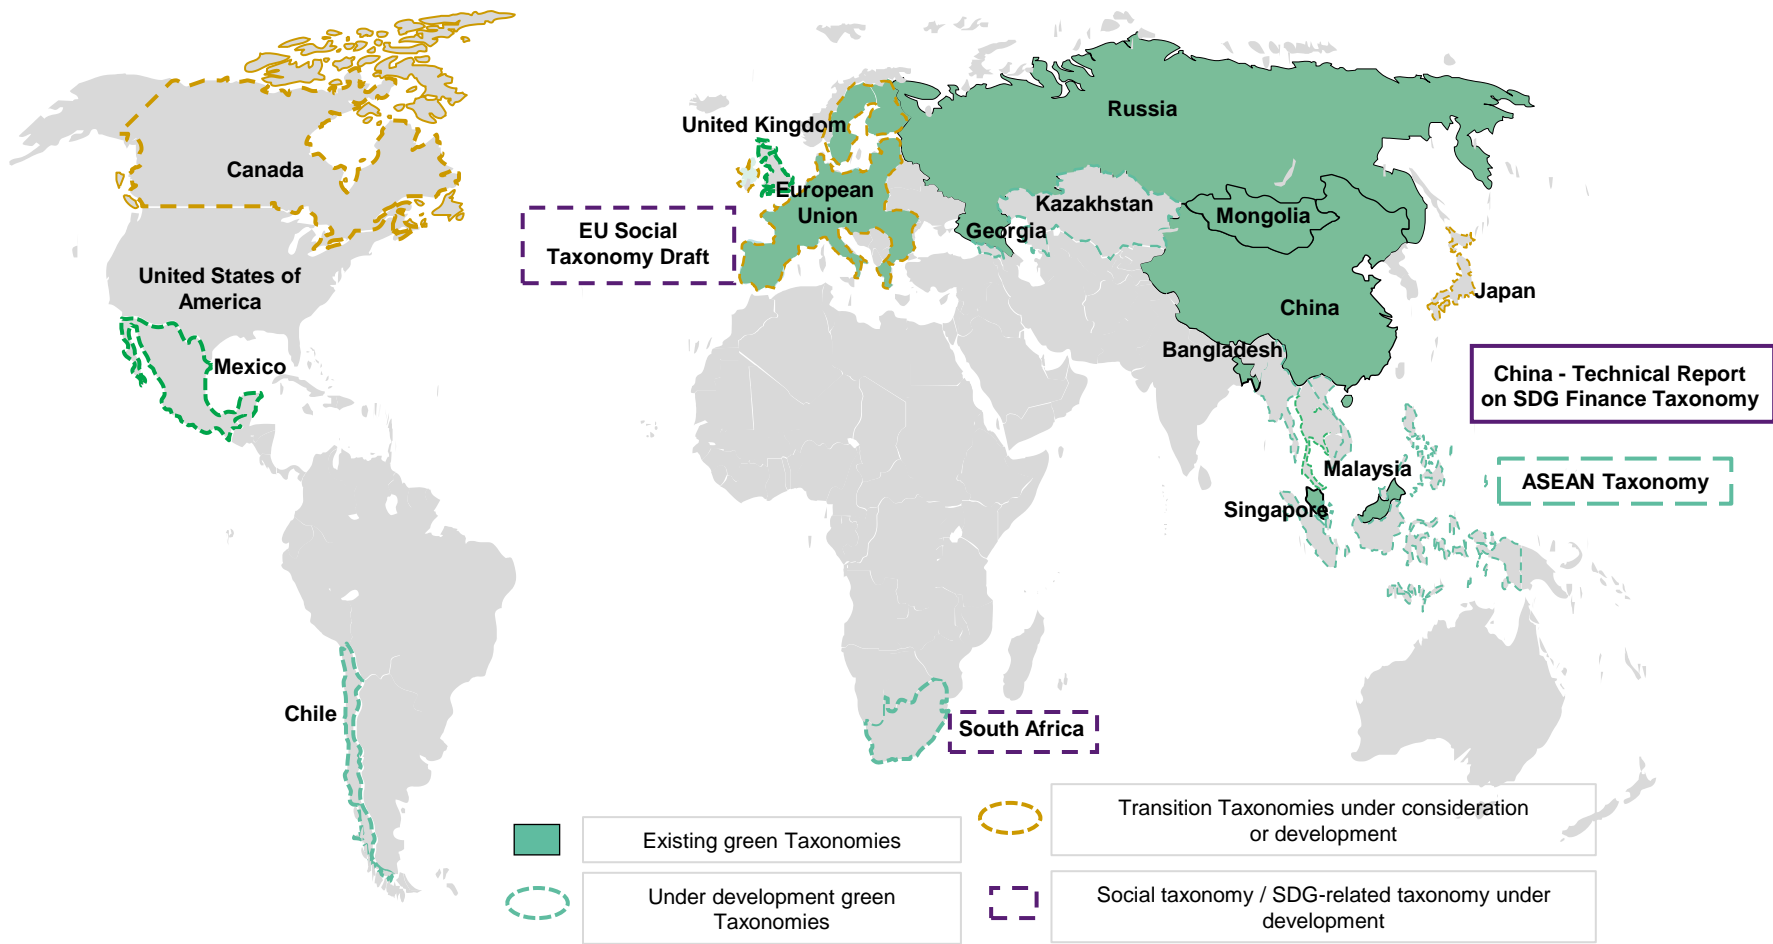 Russia
United Kingdom
Canada
European
Union
Kazakhstan
Mongolia
Georgia
EU Social
Taxonomy Draft
United States of
America
Japan
China
Bangladesh
Mexico
China - Technical Report
on SDG Finance Taxonomy
Malaysia
ASEAN Taxonomy
Singapore
Chile
South Africa
Existing green Taxonomies
Transition Taxonomies under consideration
or development
Under development green
Taxonomies
Social taxonomy / SDG-related taxonomy under
development